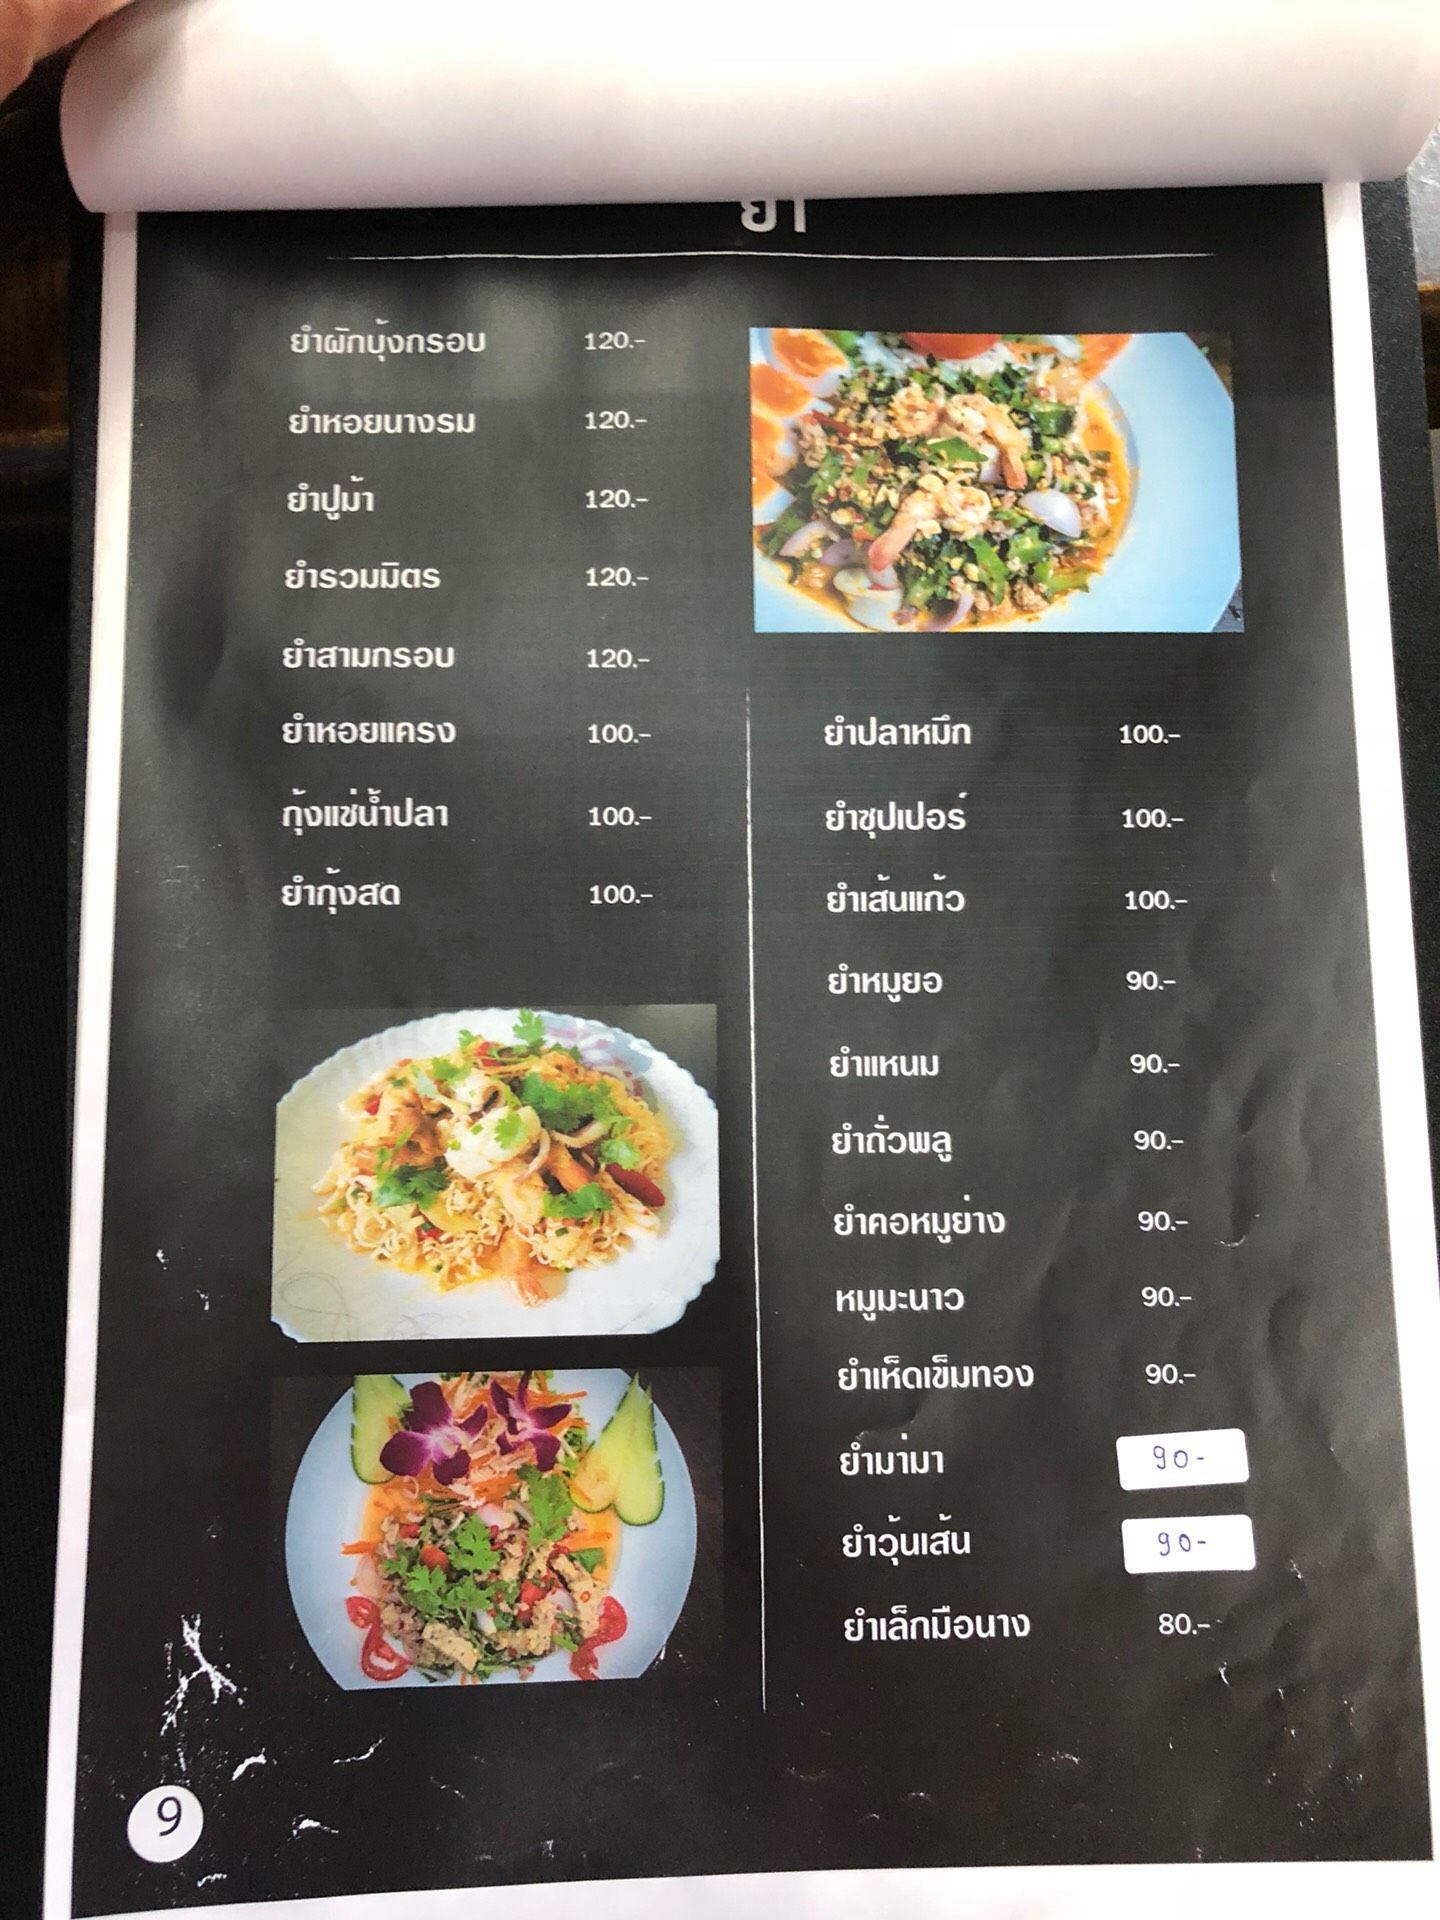 ยำ
ยำผักบุ้งกรอบ 120.-
ยำหอยนางรม 120.-
ยำปูม้า 120.-
ยำรวมมิตร 120.-
ยำสามกรอบ 120.-
ยำหอยแครง 100.-
กุ้งแช่น้ำปลา 100.-
ยำกุ้งสด 100.-
ยำปลาหมึก 100.-
ยำซุปเปอร์ 100.-
ยำเส้นแก้ว 100.-
ยำหมูยอ 90.-
ยำแหนม 90.-
ยำถั่วพลู 90.-
ยำคอหมูย่าง 90.-
หมูมะนาว 90.-
ยำเห็ดเข็มทอง 90.-
ยำมาม่า 90-
ยำวุ้นเส้น 90-
ยำเล็กมือนาง 80.-
9